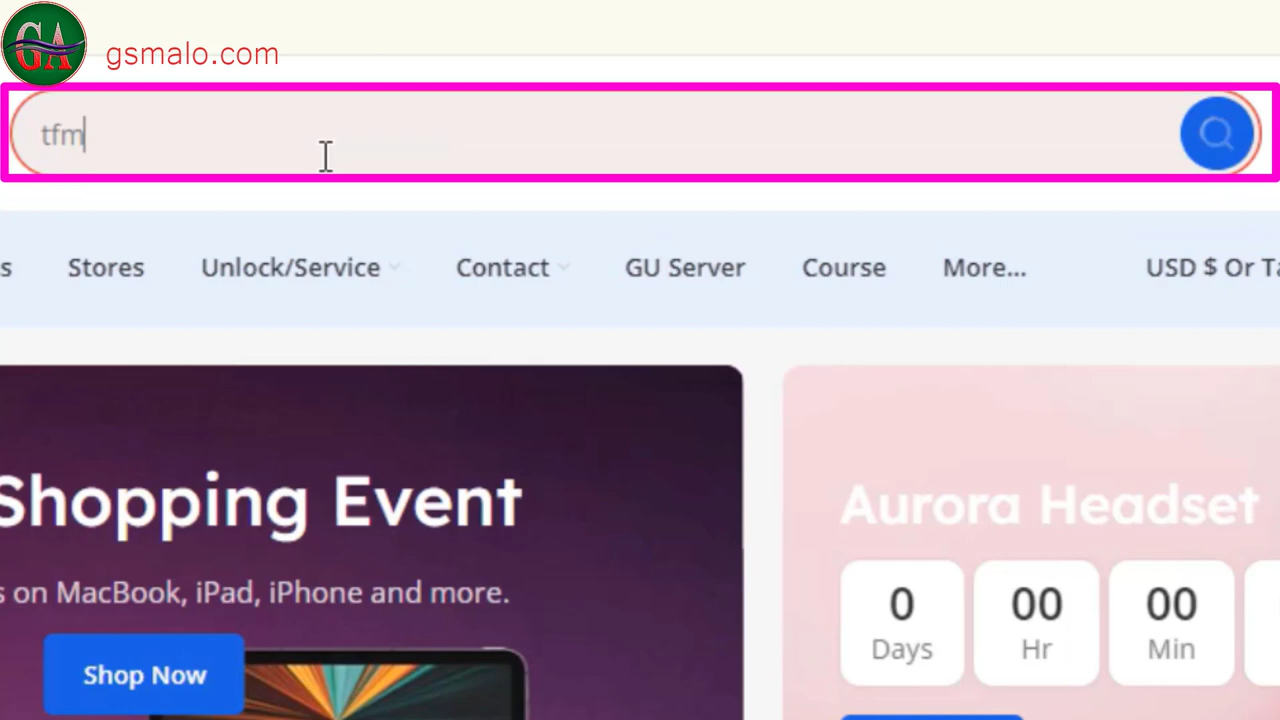 GA
gsmalo.com
tfm
s Stores Unlock/Service Contact GU Server Course More... USD $ Or Ta
Shopping Event
s on MacBook, iPad, iPhone and more.
Shop Now
Aurora Headset
0 00 00
Days Hr Min